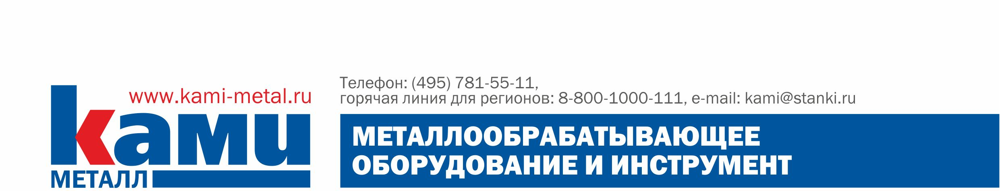 www.kami-metal.ru
ками
МЕТАЛЛ
Телефон: (495) 781-55-11,
горячая линия для регионов: 8-800-1000-111, e-mail: kami@stanki.ru
МЕТАЛЛООБРАБАТЫВАЮЩЕЕ
ОБОРУДОВАНИЕ И ИНСТРУМЕНТ